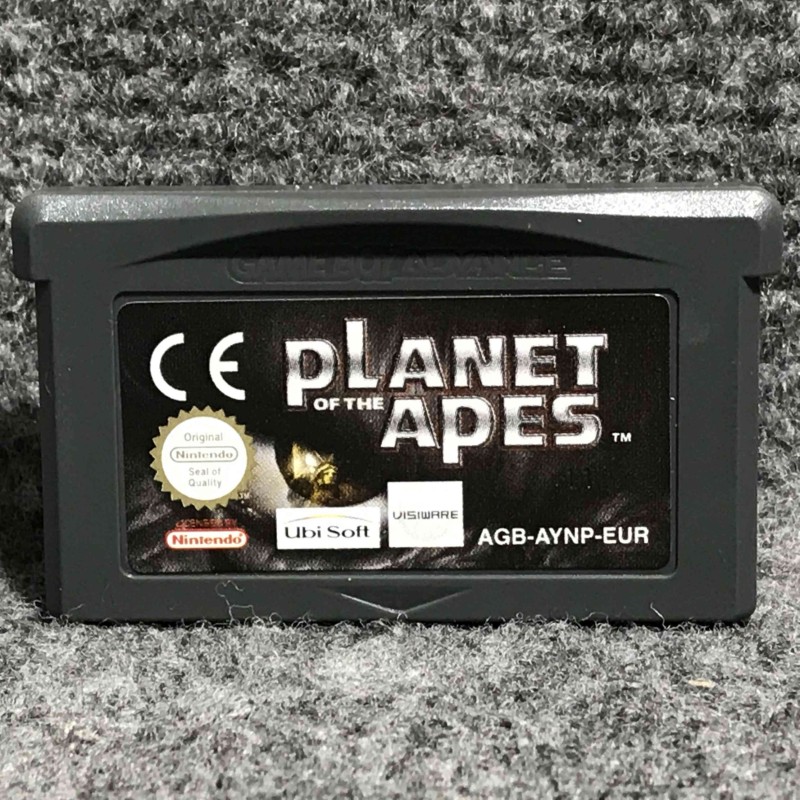 GAME BOY ADVANCE
CE
PLANET
OF THE
APES
™
Original
Nintendo
Seal of
Quality
TM
LICENSED BY
Nintendo
Ubi Soft
VISIWARE
AGB-AYNP-EUR